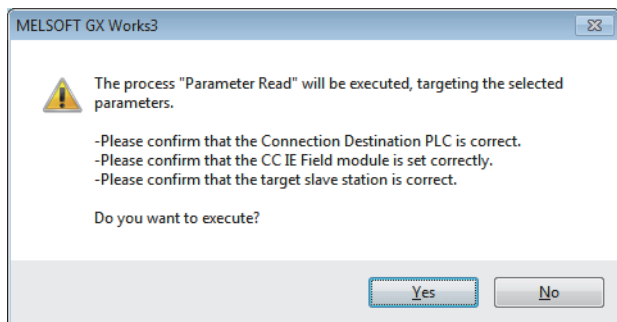 MELSOFT GX Works3
The process "Parameter Read" will be executed, targeting the selected
parameters.
-Please confirm that the Connection Destination PLC is correct.
-Please confirm that the CC IE Field module is set correctly.
-Please confirm that the target slave station is correct.
Do you want to execute?
Yes No